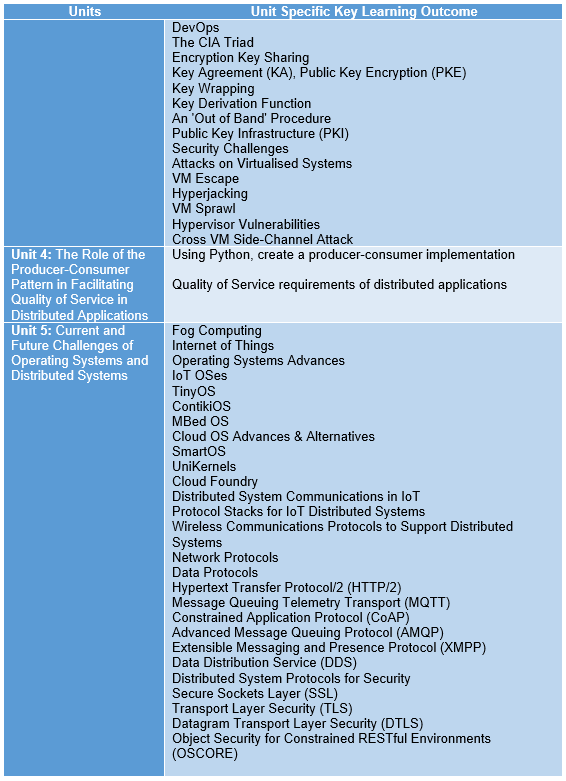 Units
Unit Specific Key Learning Outcome
DevOps
The CIA Triad
Encryption Key Sharing
Key Agreement (KA), Public Key Encryption (PKE)
Key Wrapping
Key Derivation Function
An 'Out of Band' Procedure
Public Key Infrastructure (PKI)
Security Challenges
Attacks on Virtualised Systems
VM Escape
Hyperjacking
VM Sprawl
Hypervisor Vulnerabilities
Cross VM Side-Channel Attack
Unit 4: The Role of the
Producer-Consumer
Pattern in Facilitating
Quality of Service in
Distributed Applications
Using Python, create a producer-consumer implementation
Quality of Service requirements of distributed applications
Unit 5: Current and
Future Challenges of
Operating Systems and
Distributed Systems
Fog Computing
Internet of Things
Operating Systems Advances
IoT OSes
TinyOS
ContikiOS
MBed OS
Cloud OS Advances & Alternatives
SmartOS
UniKernels
Cloud Foundry
Distributed System Communications in IoT
Protocol Stacks for IoT Distributed Systems
Wireless Communications Protocols to Support Distributed
Systems
Network Protocols
Data Protocols
Hypertext Transfer Protocol/2 (HTTP/2)
Message Queuing Telemetry Transport (MQTT)
Constrained Application Protocol (CoAP)
Advanced Message Queuing Protocol (AMQP)
Extensible Messaging and Presence Protocol (XMPP)
Data Distribution Service (DDS)
Distributed System Protocols for Security
Secure Sockets Layer (SSL)
Transport Layer Security (TLS)
Datagram Transport Layer Security (DTLS)
Object Security for Constrained RESTful Environments
(OSCORE)